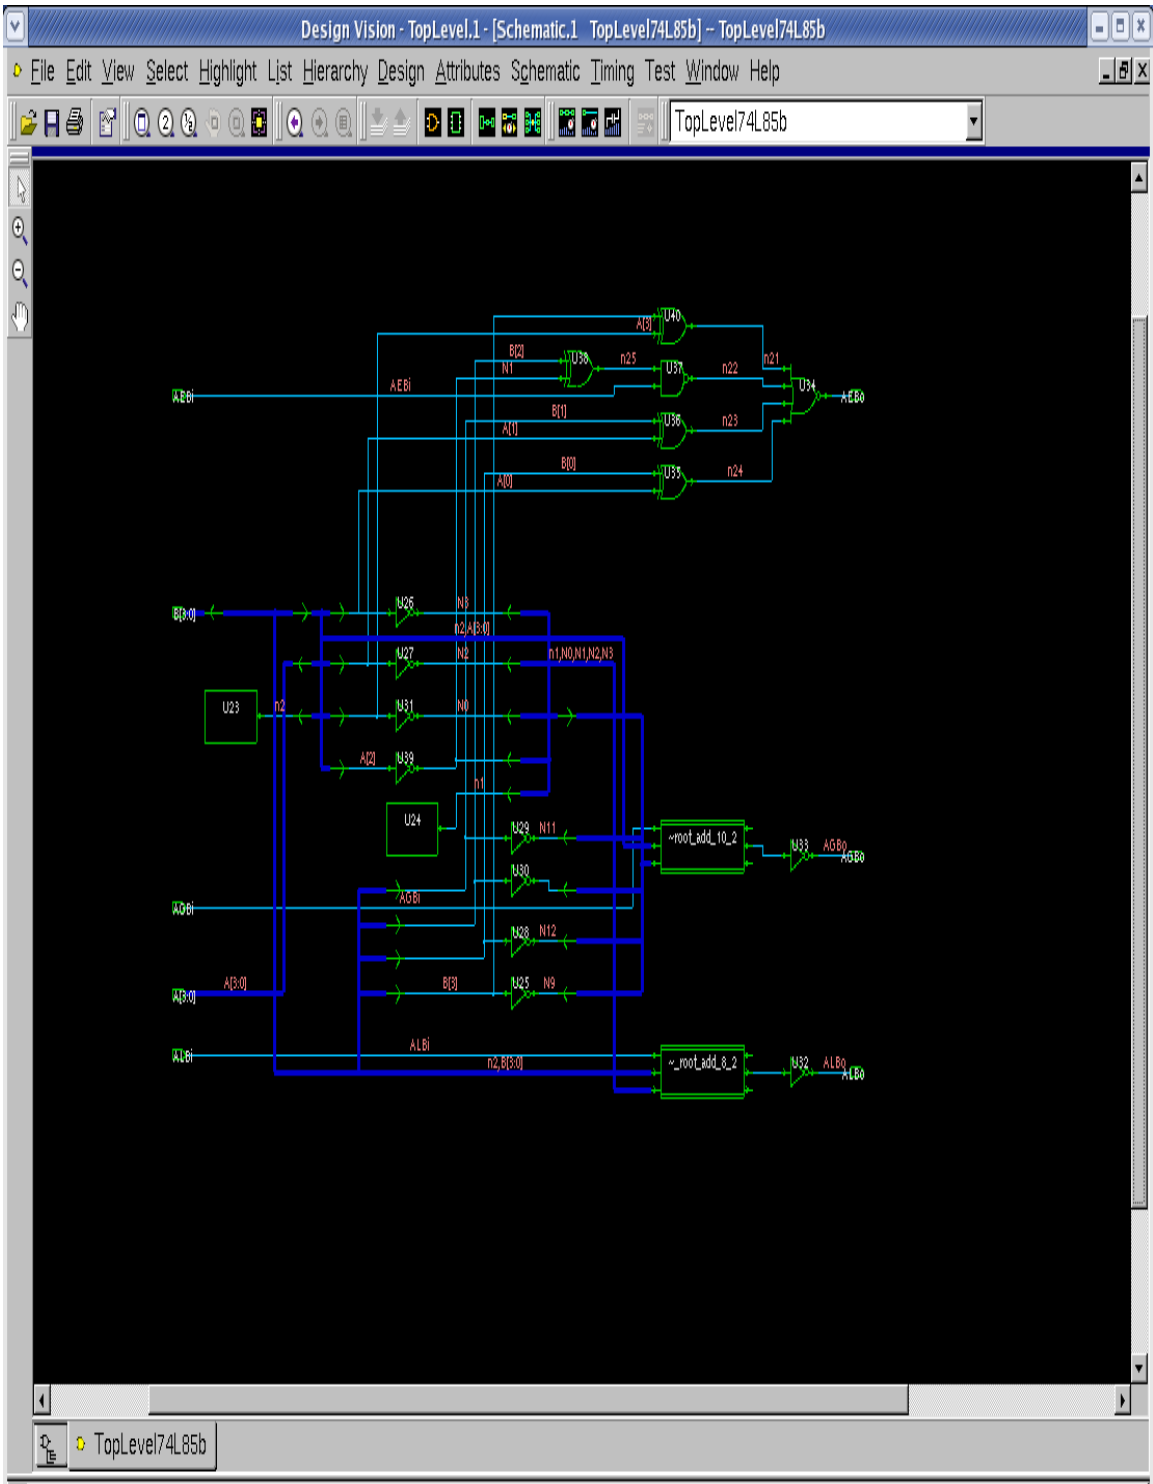 Design Vision - TopLevel.1 - [Schematic.1 TopLevel74L85b] -- TopLevel74L85b
File Edit View Select Highlight List Hierarchy Design Attributes Schematic Timing Test Window Help
2 ½ TopLevel74L85b
U40
A[3]
B[2] U38 n25 U37 n22 n21
N1
AEBi AEBi U34 AEBo
B[1]
A[1] U36 n23
B[0]
A[0] U35 n24
B[3:0] U26 N3
n2,A[3:0]
U27 N2 n1,N0,N1,N2,N3
U23 n2 U31 N0
A[2] U39
n1
U24 U29 N11 ~root_add_10_2 U33 AGBo
AGBo
U30
AGBi AGBi
U28 N12
A[3:0] A[3:0] B[3] U25 N9
ALBi ALBi
n2,B[3:0] ~_root_add_8_2 U32 ALBo
ALBo
TopLevel74L85b